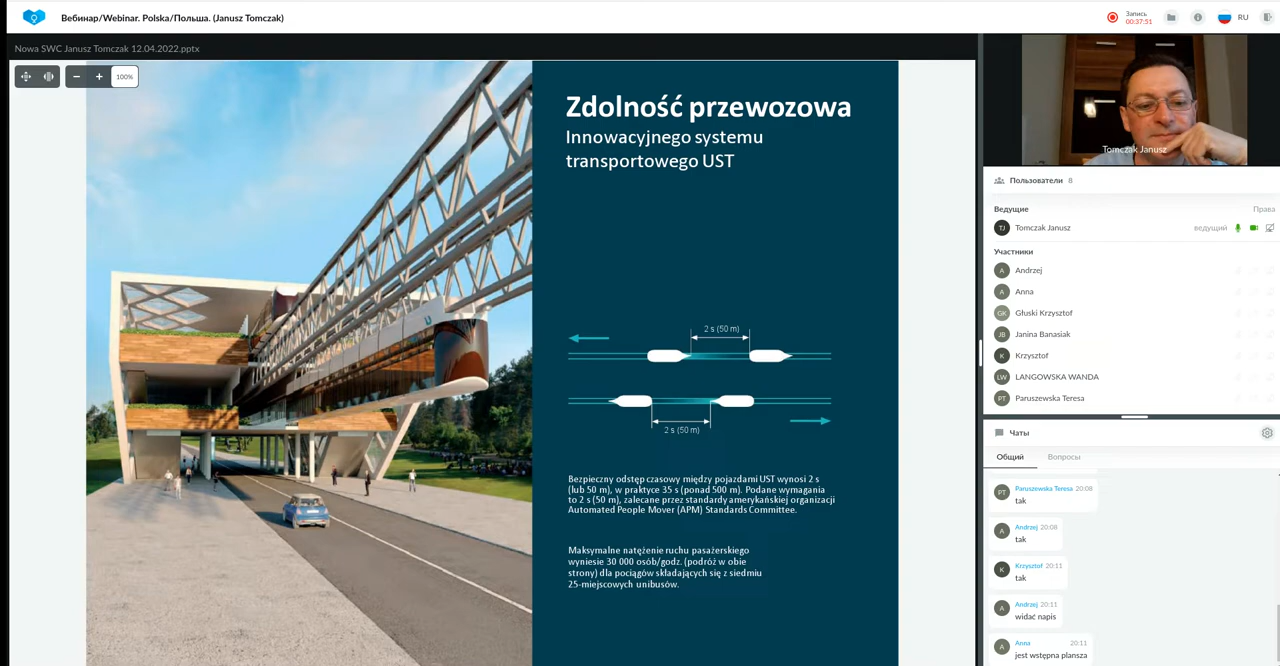 Вебинар/Webinar. Polska/Польша. (Janusz Tomczak)
Запись
00:37:51
RU
Nowa SWC Janusz Tomczak 12.04.2022.pptx
100%
Zdolność przewozowa
Innowacyjnego systemu
transportowego UST
2 s (50 m)
2 s (50 m)
Bezpieczny odstęp czasowy między pojazdami UST wynosi 2 s
(lub 50 m), w praktyce 35 s (ponad 500 m). Podane wymagania
to 2 s (50 m), zalecane przez standardy amerykańskiej organizacji
Automated People Mover (APM) Standards Committee.
Maksymalne natężenie ruchu pasażerskiego
wyniesie 30 000 osób/godz. (podróż w obie
strony) dla pociągów składających się z siedmiu
25-miejscowych unibusów.
Tomczak Janusz
Пользователи 8
Ведущие Права
TJ Tomczak Janusz ведущий
Участники
A Andrzej
A Anna
GK Głuski Krzysztof
JB Janina Banasiak
K Krzysztof
LW LANGOWSKA WANDA
PT Paruszewska Teresa
Чаты
Общий Вопросы
PT Paruszewska Teresa 20:08
tak
A Andrzej 20:08
tak
K Krzysztof 20:11
tak
A Andrzej 20:11
widać napis
A Anna 20:11
jest wstępna plansza